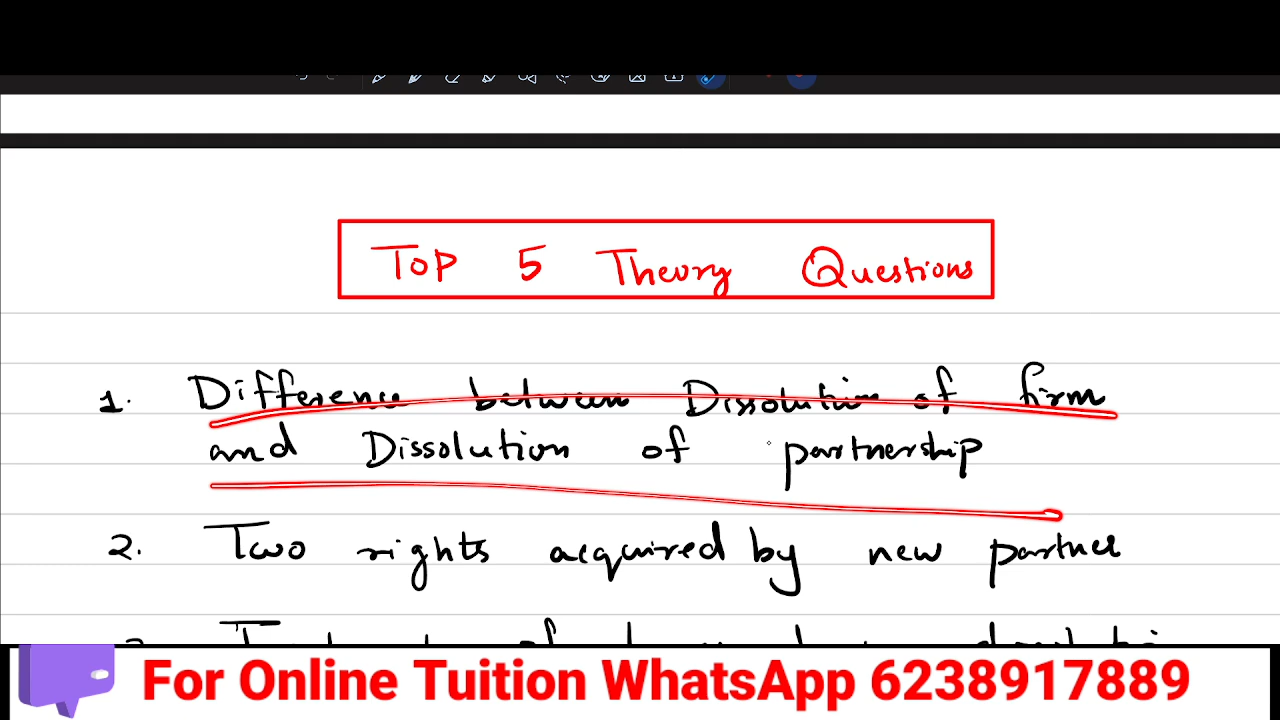 Top 5 Theory Questions
1. Difference between Dissolution of firm
and Dissolution of partnership
2. Two rights acquired by new partner
For Online Tuition WhatsApp 6238917889